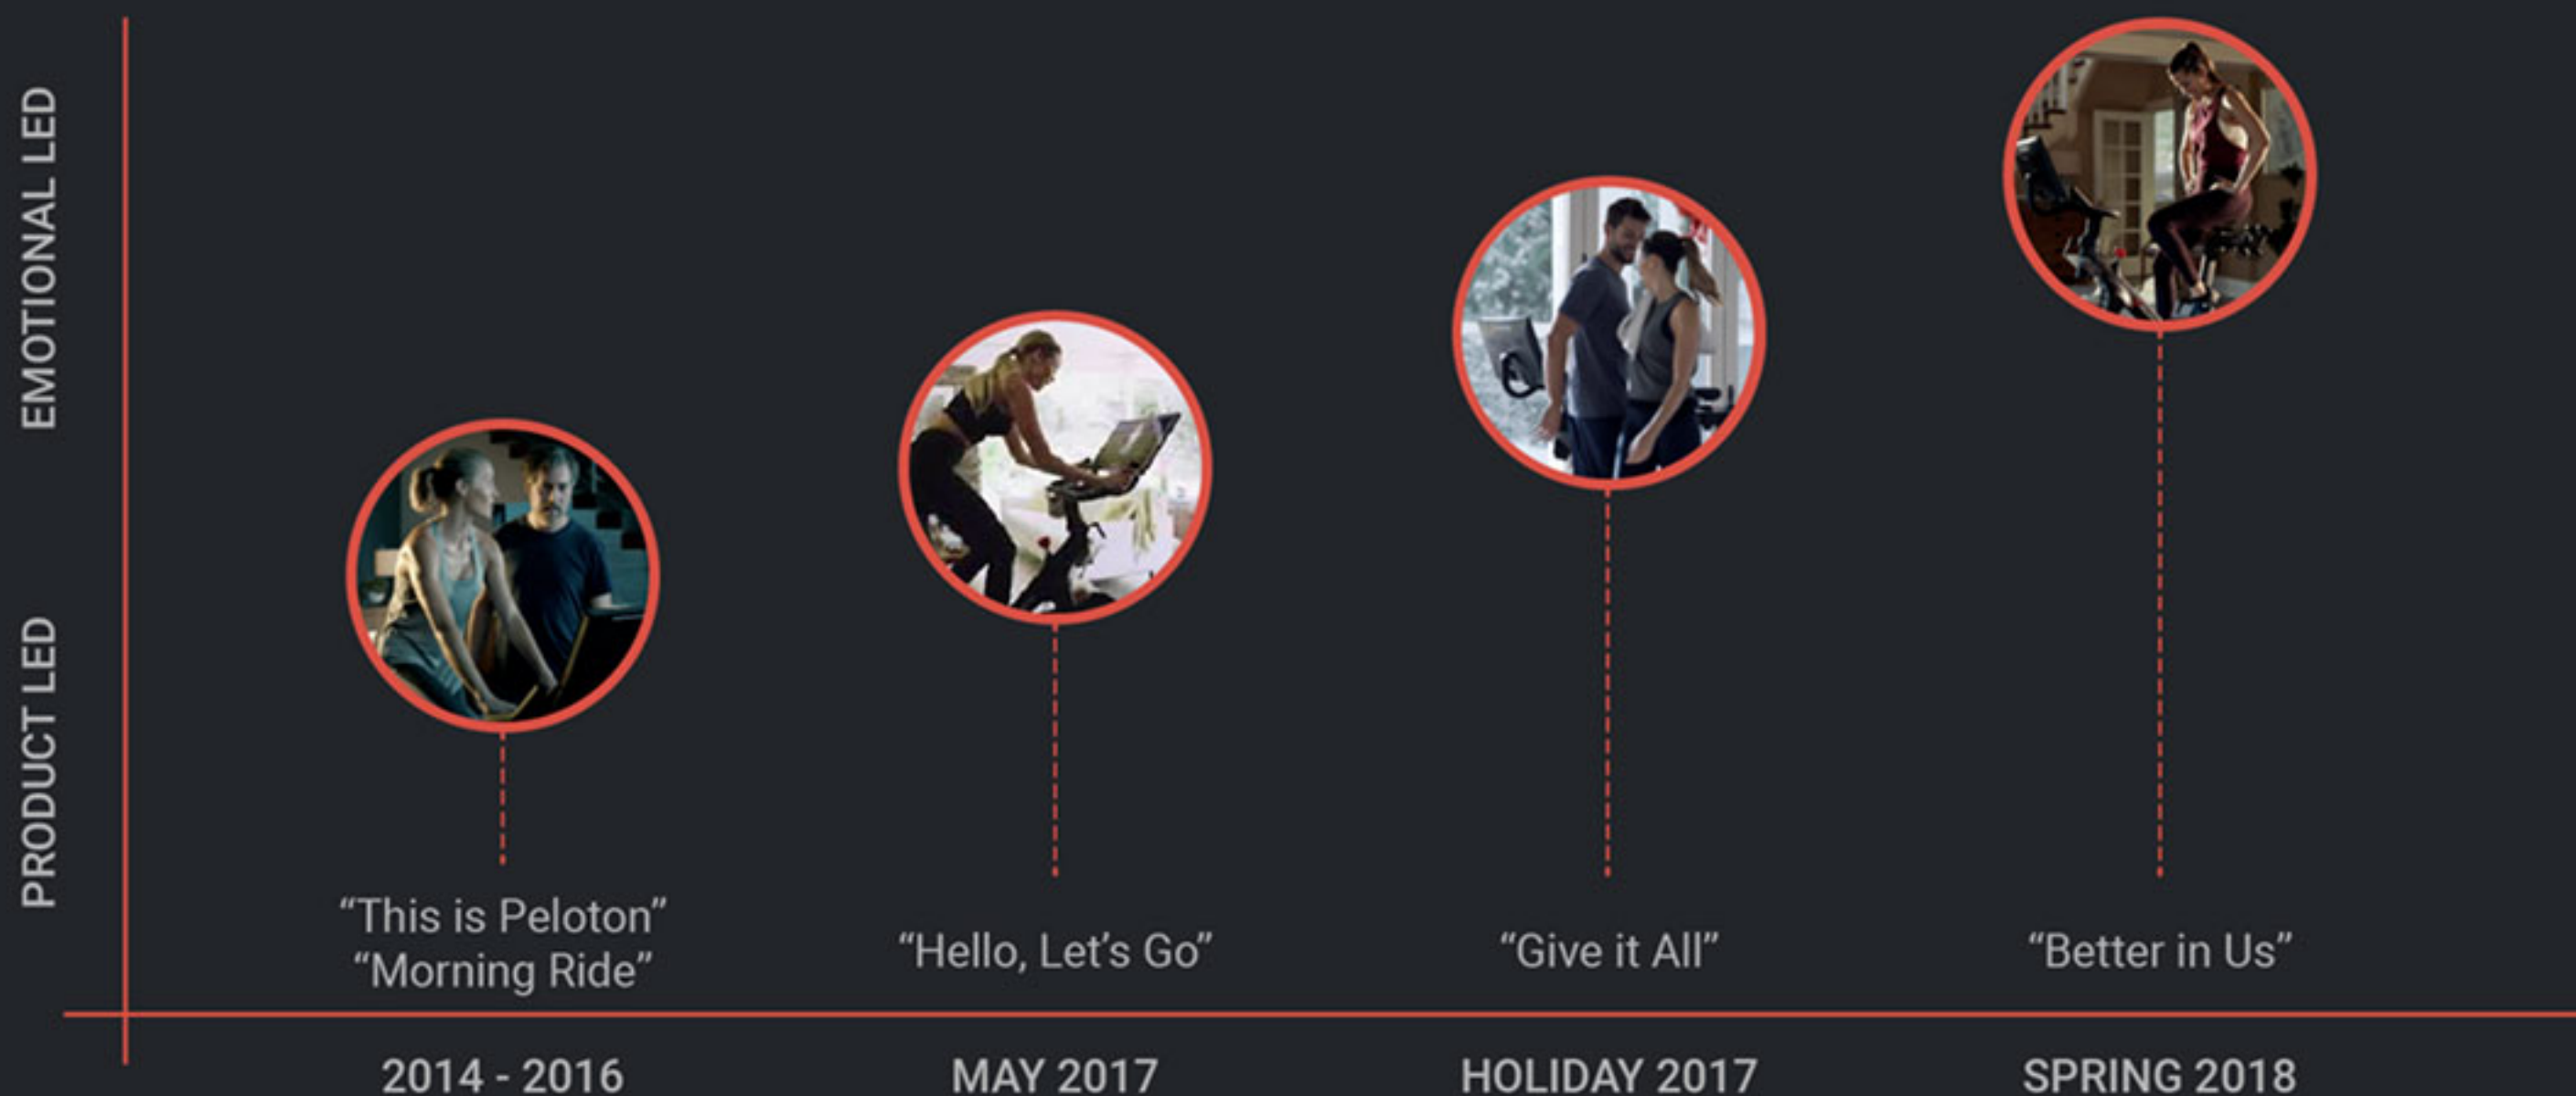 EMOTIONAL LED
PRODUCT LED
“This is Peloton”
“Morning Ride”
“Hello, Let’s Go”
“Give it All”
“Better in Us”
2014 - 2016
MAY 2017
HOLIDAY 2017
SPRING 2018